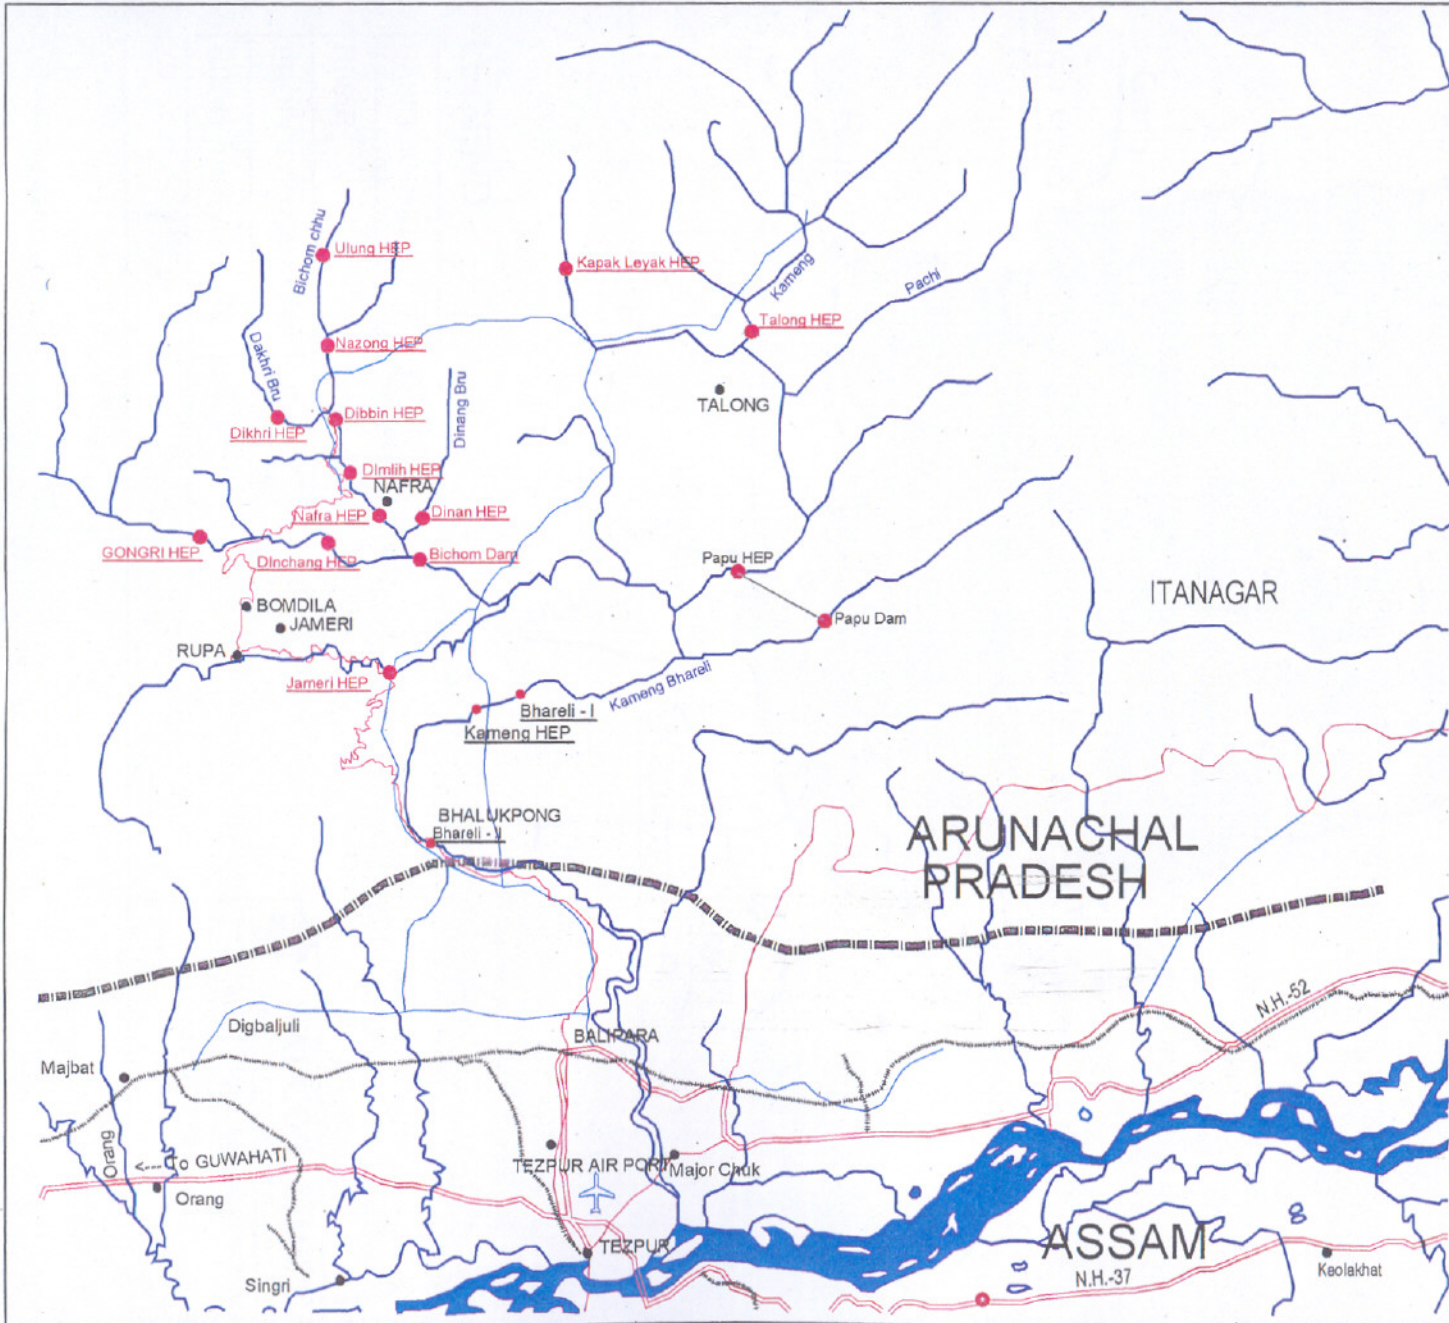 Bichom chhu
Ulung HEP
Kapak Leyak HEP
Kameng
Pachi
Talong HEP
Nazong HEP
Dakhri Bru
Dinang Bru
TALONG
Dibbin HEP
Dikhri HEP
DImlih HEP
NAFRA
Nafra HEP
Dinan HEP
GONGRI HEP
DInchang HEP
Bichom Dam
Papu HEP
ITANAGAR
BOMDILA
JAMERI
Papu Dam
RUPA
Jameri HEP
Kameng Bhareli
Bhareli - I
Kameng HEP
BHALUKPONG
Bhareli - I
ARUNACHAL
PRADESH
N.H.-52
Digbaljuli
BALIPARA
Majbat
Orang
<--- To GUWAHATI
TEZPUR AIR PORT
Major Chuk
Orang
TEZPUR
ASSAM
Singri
N.H.-37
Keolakhat